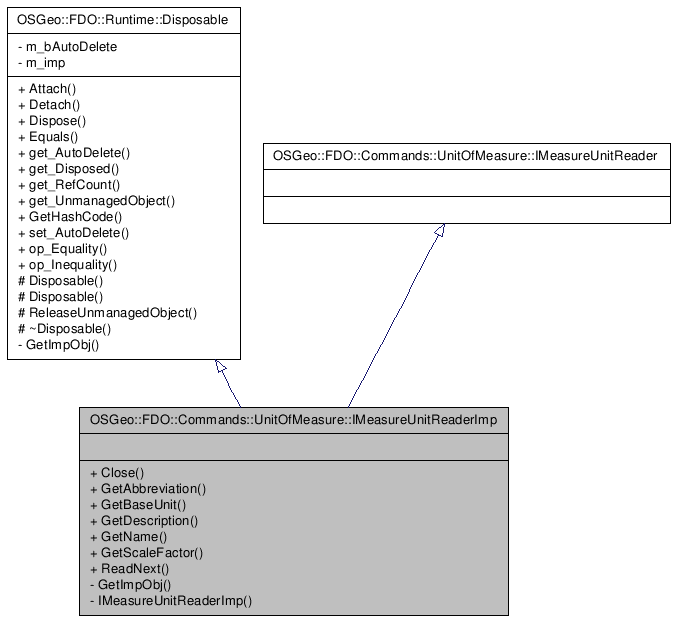 OSGeo::FDO::Runtime::Disposable
- m_bAutoDelete
- m_imp
+ Attach()
+ Detach()
+ Dispose()
+ Equals()
+ get_AutoDelete()
+ get_Disposed()
+ get_RefCount()
+ get_UnmanagedObject()
+ GetHashCode()
+ set_AutoDelete()
+ op_Equality()
+ op_Inequality()
# Disposable()
# Disposable()
# ReleaseUnmanagedObject()
# ~Disposable()
- GetImpObj()
OSGeo::FDO::Commands::UnitOfMeasure::IMeasureUnitReader
OSGeo::FDO::Commands::UnitOfMeasure::IMeasureUnitReaderImp
+ Close()
+ GetAbbreviation()
+ GetBaseUnit()
+ GetDescription()
+ GetName()
+ GetScaleFactor()
+ ReadNext()
- GetImpObj()
- IMeasureUnitReaderImp()